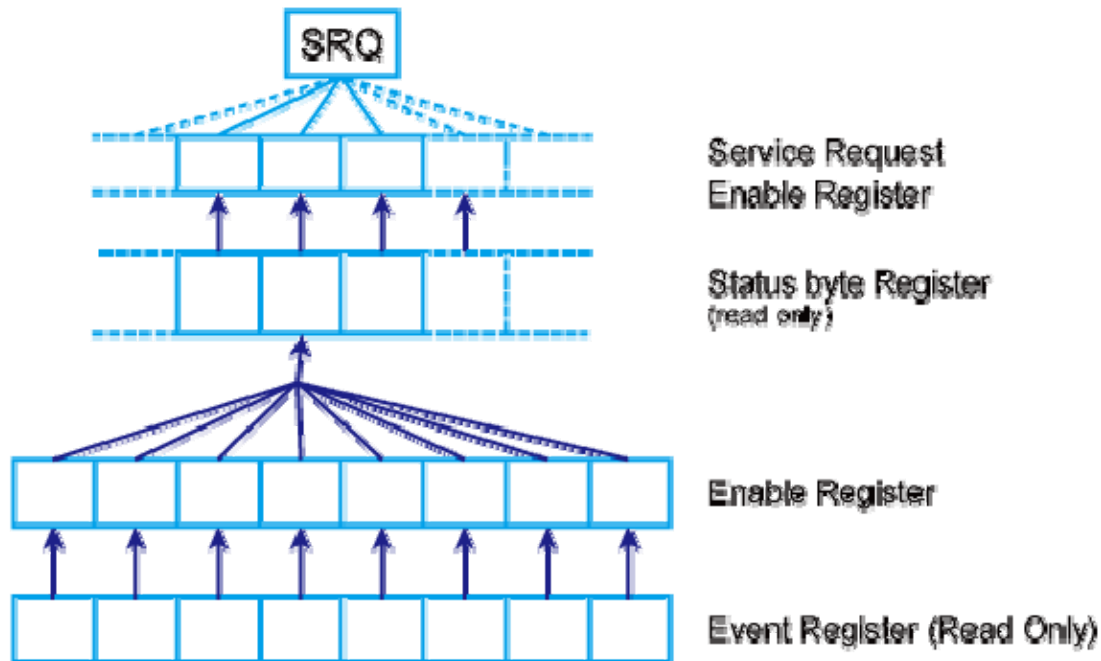 SRQ
Service Request
Enable Register
Status byte Register
(read only)
Enable Register
Event Register (Read Only)